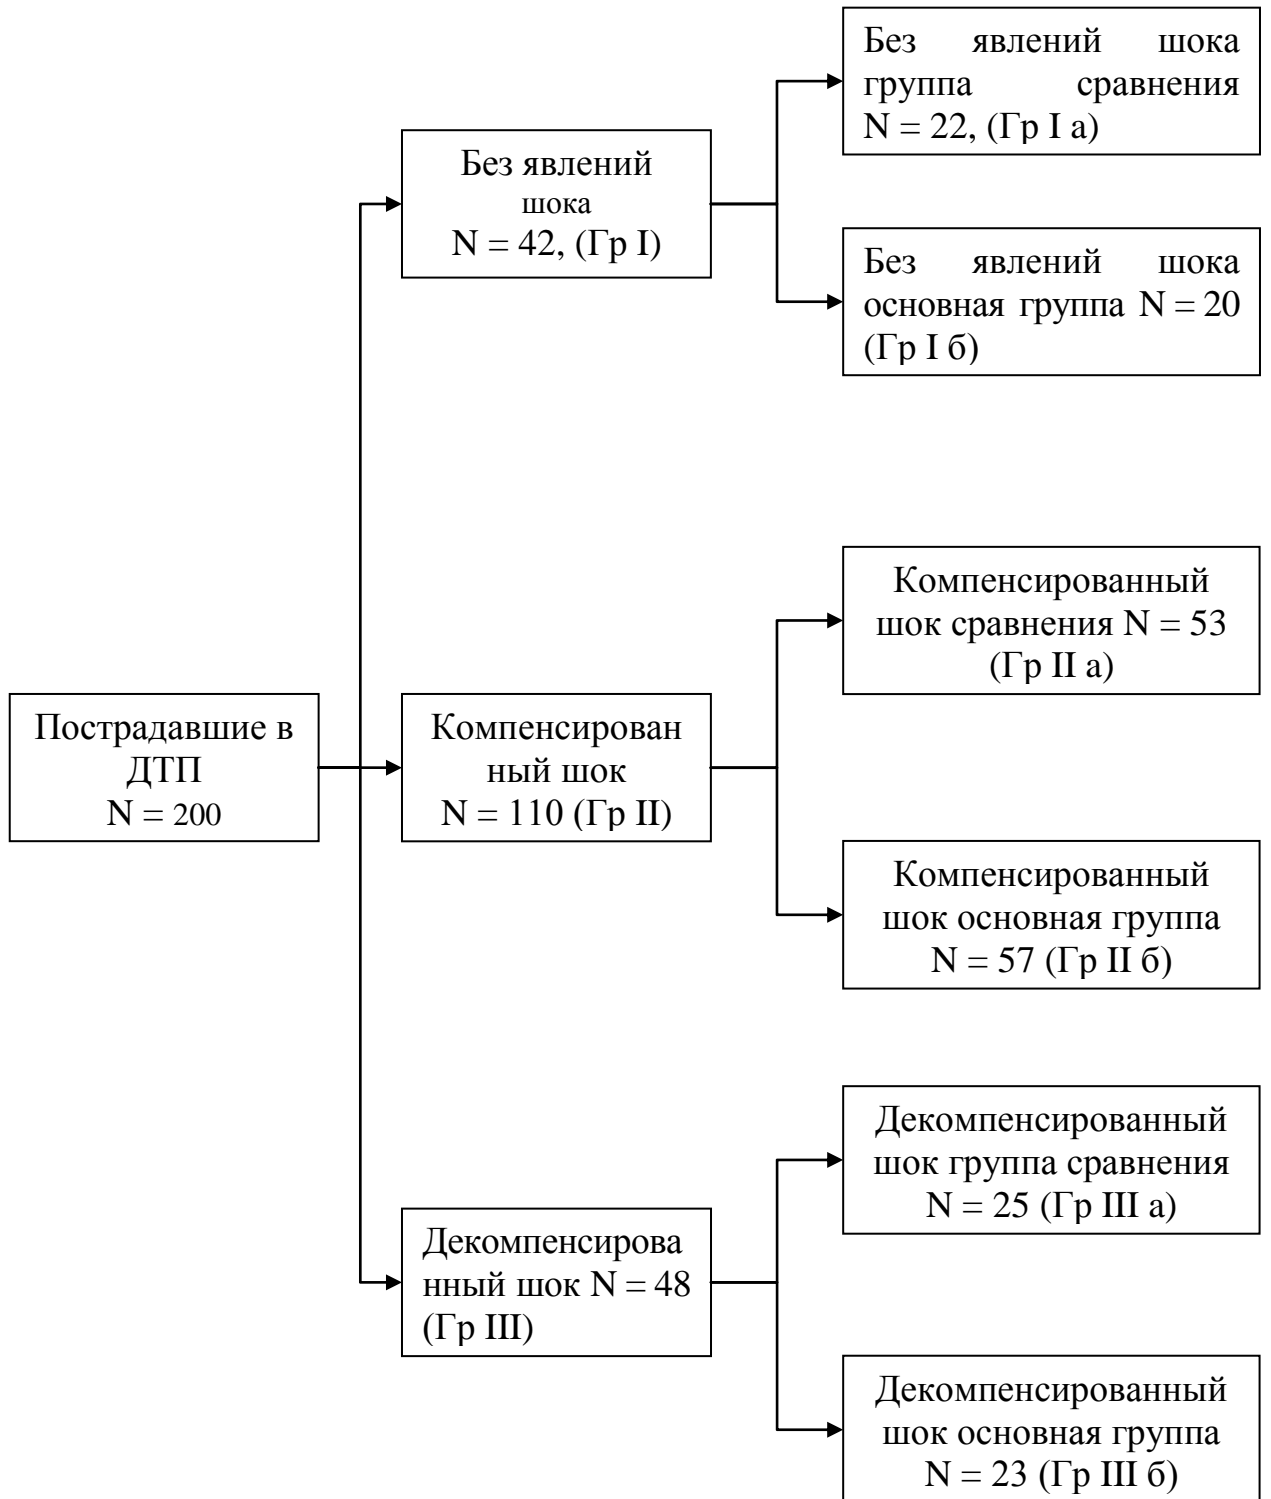 Пострадавшие в
ДТП
N = 200
Без явлений
шока
N = 42, (Гр I)
Без явлений шока
группа сравнения
N = 22, (Гр I а)
Без явлений шока
основная группа N = 20
(Гр I б)
Компенсирован
ный шок
N = 110 (Гр II)
Компенсированный
шок сравнения N = 53
(Гр II а)
Компенсированный
шок основная группа
N = 57 (Гр II б)
Декомпенсирова
нный шок N = 48
(Гр III)
Декомпенсированный
шок группа сравнения
N = 25 (Гр III а)
Декомпенсированный
шок основная группа
N = 23 (Гр III б)